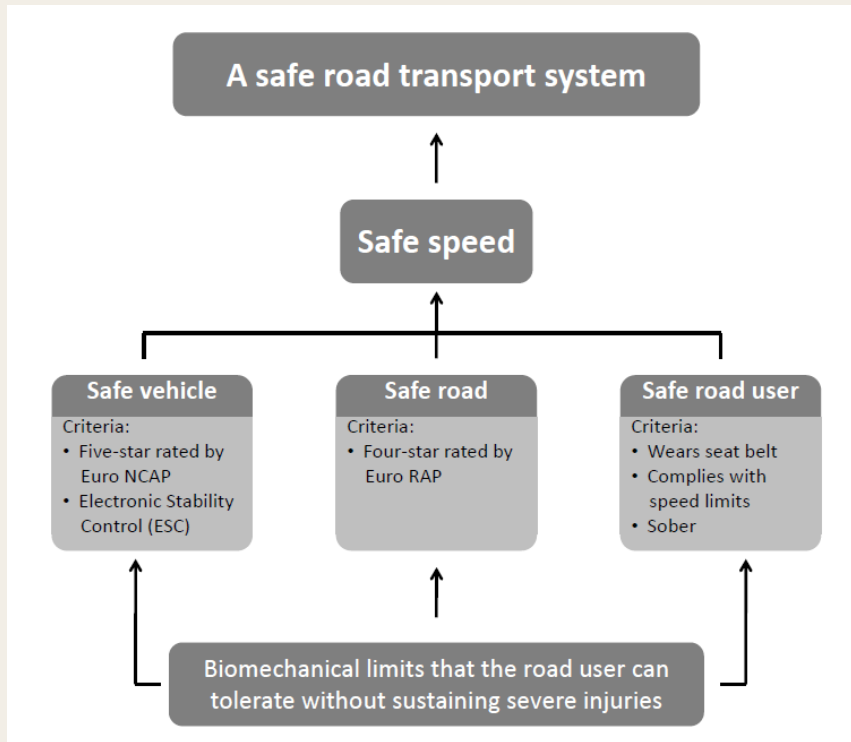 A safe road transport system
Safe speed
Safe vehicle
Criteria:
• Five-star rated by
Euro NCAP
• Electronic Stability
Control (ESC)
Safe road
Criteria:
• Four-star rated by
Euro RAP
Safe road user
Criteria:
• Wears seat belt
• Complies with
speed limits
• Sober
Biomechanical limits that the road user can
tolerate without sustaining severe injuries